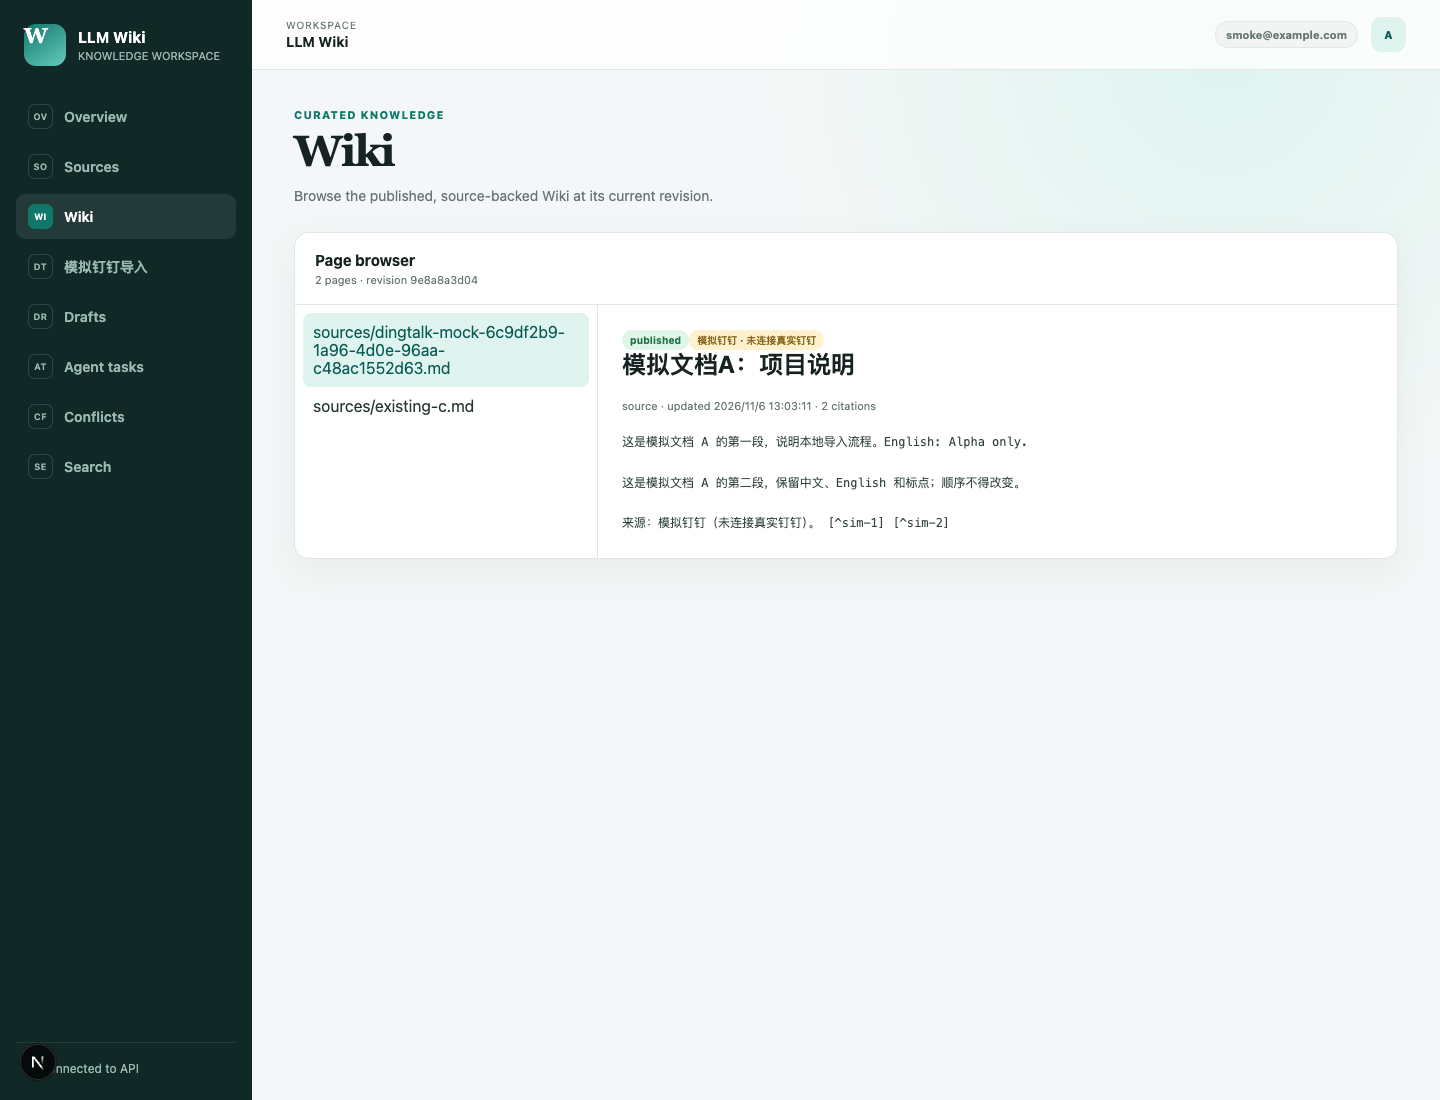 W
LLM Wiki
KNOWLEDGE WORKSPACE
OV Overview
SO Sources
WI Wiki
DT 模拟钉钉导入
DR Drafts
AT Agent tasks
CF Conflicts
SE Search
N
nnected to API
WORKSPACE
LLM Wiki
smoke@example.com
A
CURATED KNOWLEDGE
Wiki
Browse the published, source-backed Wiki at its current revision.
Page browser
2 pages · revision 9e8a8a3d04
sources/dingtalk-mock-6c9df2b9-
1a96-4d0e-96aa-
c48ac1552d63.md
sources/existing-c.md
published 模拟钉钉 · 未连接真实钉钉
模拟文档A：项目说明
source · updated 2026/11/6 13:03:11 · 2 citations
这是模拟文档 A 的第一段，说明本地导入流程。English: Alpha only.
这是模拟文档 A 的第二段，保留中文、English 和标点；顺序不得改变。
来源：模拟钉钉（未连接真实钉钉）。 [^sim-1] [^sim-2]